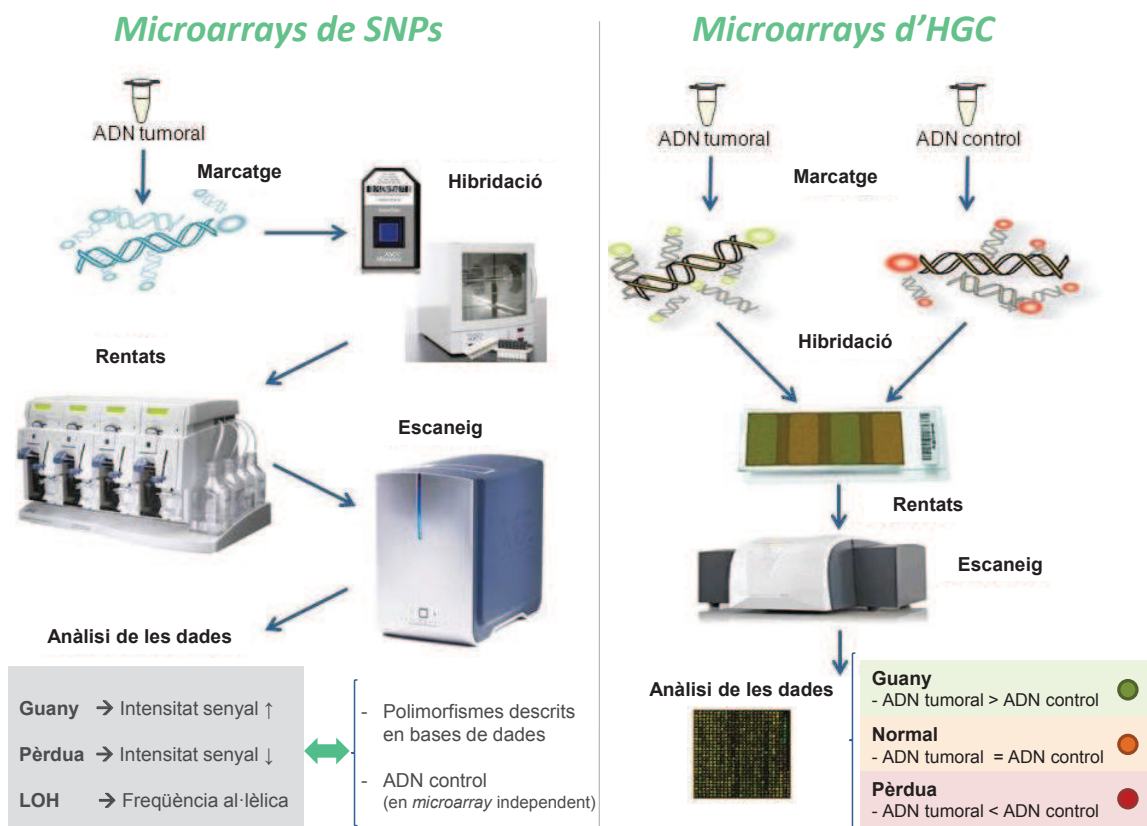 Microarrays de SNPs
ADN tumoral
Marcatge
Hibridació
Rentats
Escaneig
Anàlisi de les dades
Guany → Intensitat senyal ↑
Pèrdua → Intensitat senyal ↓
LOH → Freqüència al·lèlica
- Polimorfismes descrits
en bases de dades
- ADN control
(en microarray independent)
Microarrays d’HGC
ADN tumoral
ADN control
Marcatge
Hibridació
Rentats
Escaneig
Anàlisi de les dades
Guany
- ADN tumoral > ADN control
Normal
- ADN tumoral = ADN control
Pèrdua
- ADN tumoral < ADN control